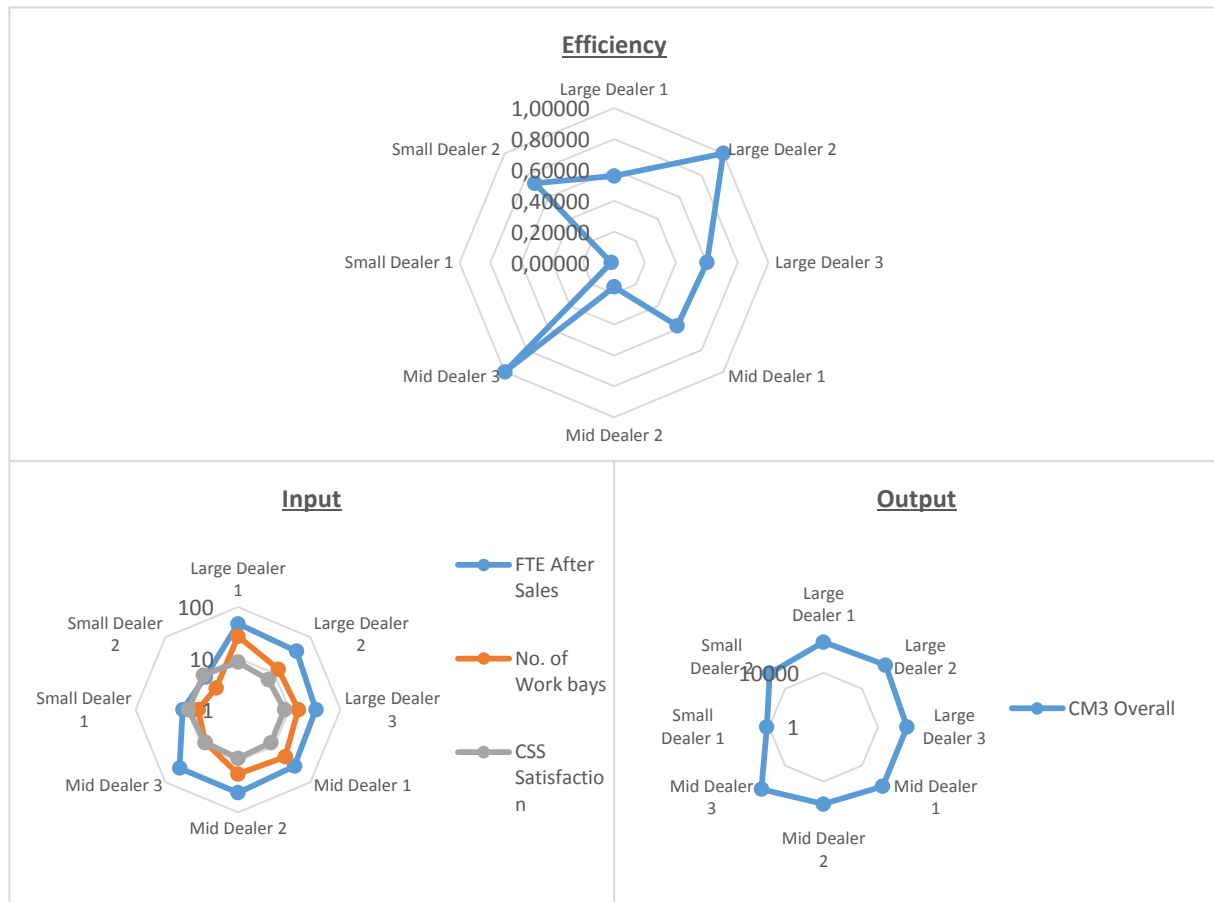 Efficiency
Large Dealer 1
1,00000
0,80000
0,60000
0,40000
0,20000
0,00000
Large Dealer 2
Large Dealer 3
Mid Dealer 1
Mid Dealer 2
Mid Dealer 3
Small Dealer 1
Small Dealer 2
Input
Large Dealer
1
100
10
1
Large Dealer
2
Large Dealer
3
Mid Dealer 1
Mid Dealer 2
Mid Dealer 3
Small Dealer
1
Small Dealer
2
FTE After
Sales
No. of
Work bays
CSS
Satisfactio
n
Output
Large
Dealer 1
10000
1
Large
Dealer 2
Large
Dealer 3
Mid Dealer
1
Mid Dealer
2
Mid Dealer
3
Small
Dealer 1
Small
Dealer 2
CM3 Overall